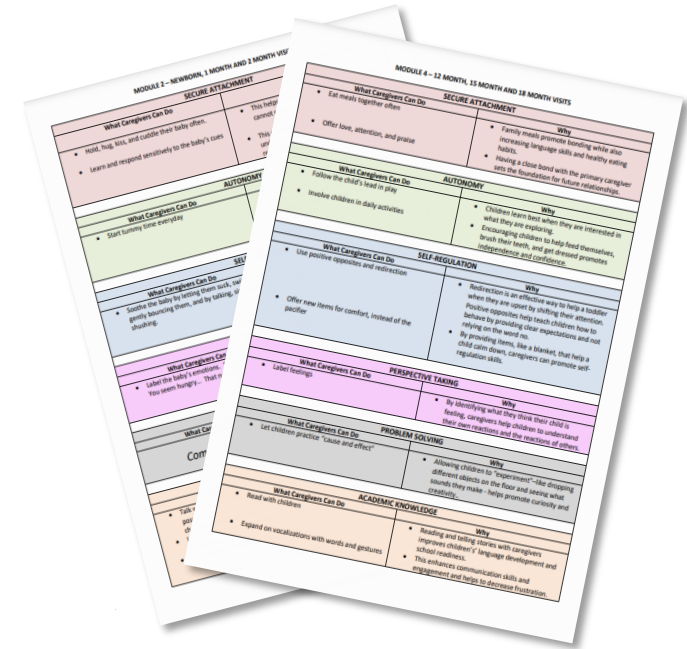 MODULE 2 – NEWBORN, 1 MONTH AND 2 MONTH
SECURE ATTACHMENT
What Caregivers Can Do
• Hold, hug, kiss, and cuddle their baby often.
• Learn and respond sensitively to the baby's cues
• This
cannot
• This
AUTONOMY
What Caregivers Can Do
• Start tummy time everyday
What Caregivers Can Do
• Soothe the baby by letting them suck,
gently bouncing them, and by talking,
shushing.
What Caregivers Can
• Label the baby's emotions.
You seem hungry... That
• Talk
MODULE 4 – 12 MONTH, 15 MONTH AND 18 MONTH VISITS
SECURE ATTACHMENT
What Caregivers Can Do
• Eat meals together often
• Offer love, attention, and praise
Why
• Family meals promote bonding while also
increasing language skills and healthy eating
habits.
• Having a close bond with the primary caregiver
sets the foundation for future relationships.
AUTONOMY
What Caregivers Can Do
• Follow the child's lead in play
• Involve children in daily activities
Why
• Children learn best when they are interested in
what they are exploring.
• Encouraging children to help feed themselves,
brush their teeth, and get dressed promotes
independence and confidence.
SELF-REGULATION
What Caregivers Can Do
• Use positive opposites and redirection
• Offer new items for comfort, instead of the
pacifier
Why
• Redirection is an effective way to help a toddler
when they are upset by shifting their attention.
Positive opposites help teach children how to
behave by providing clear expectations and not
relying on the word no.
• By providing items, like a blanket, that help a
child calm down, caregivers can promote self-
regulation skills.
PERSPECTIVE TAKING
What Caregivers Can Do
• Label feelings
Why
• By identifying what they think their child is
feeling, caregivers help children to understand
their own reactions and the reactions of others.
PROBLEM SOLVING
What Caregivers Can Do
• Let children practice "cause and effect"
Why
• Allowing children to "experiment"–like dropping
different objects on the floor and seeing what
sounds they make - helps promote curiosity and
creativity..
ACADEMIC KNOWLEDGE
What Caregivers Can Do
• Read with children
• Expand on vocalizations with words and gestures
Why
• Reading and telling stories with caregivers
improves children's' language development and
school readiness.
• This enhances communication skills and
engagement and helps to decrease frustration.